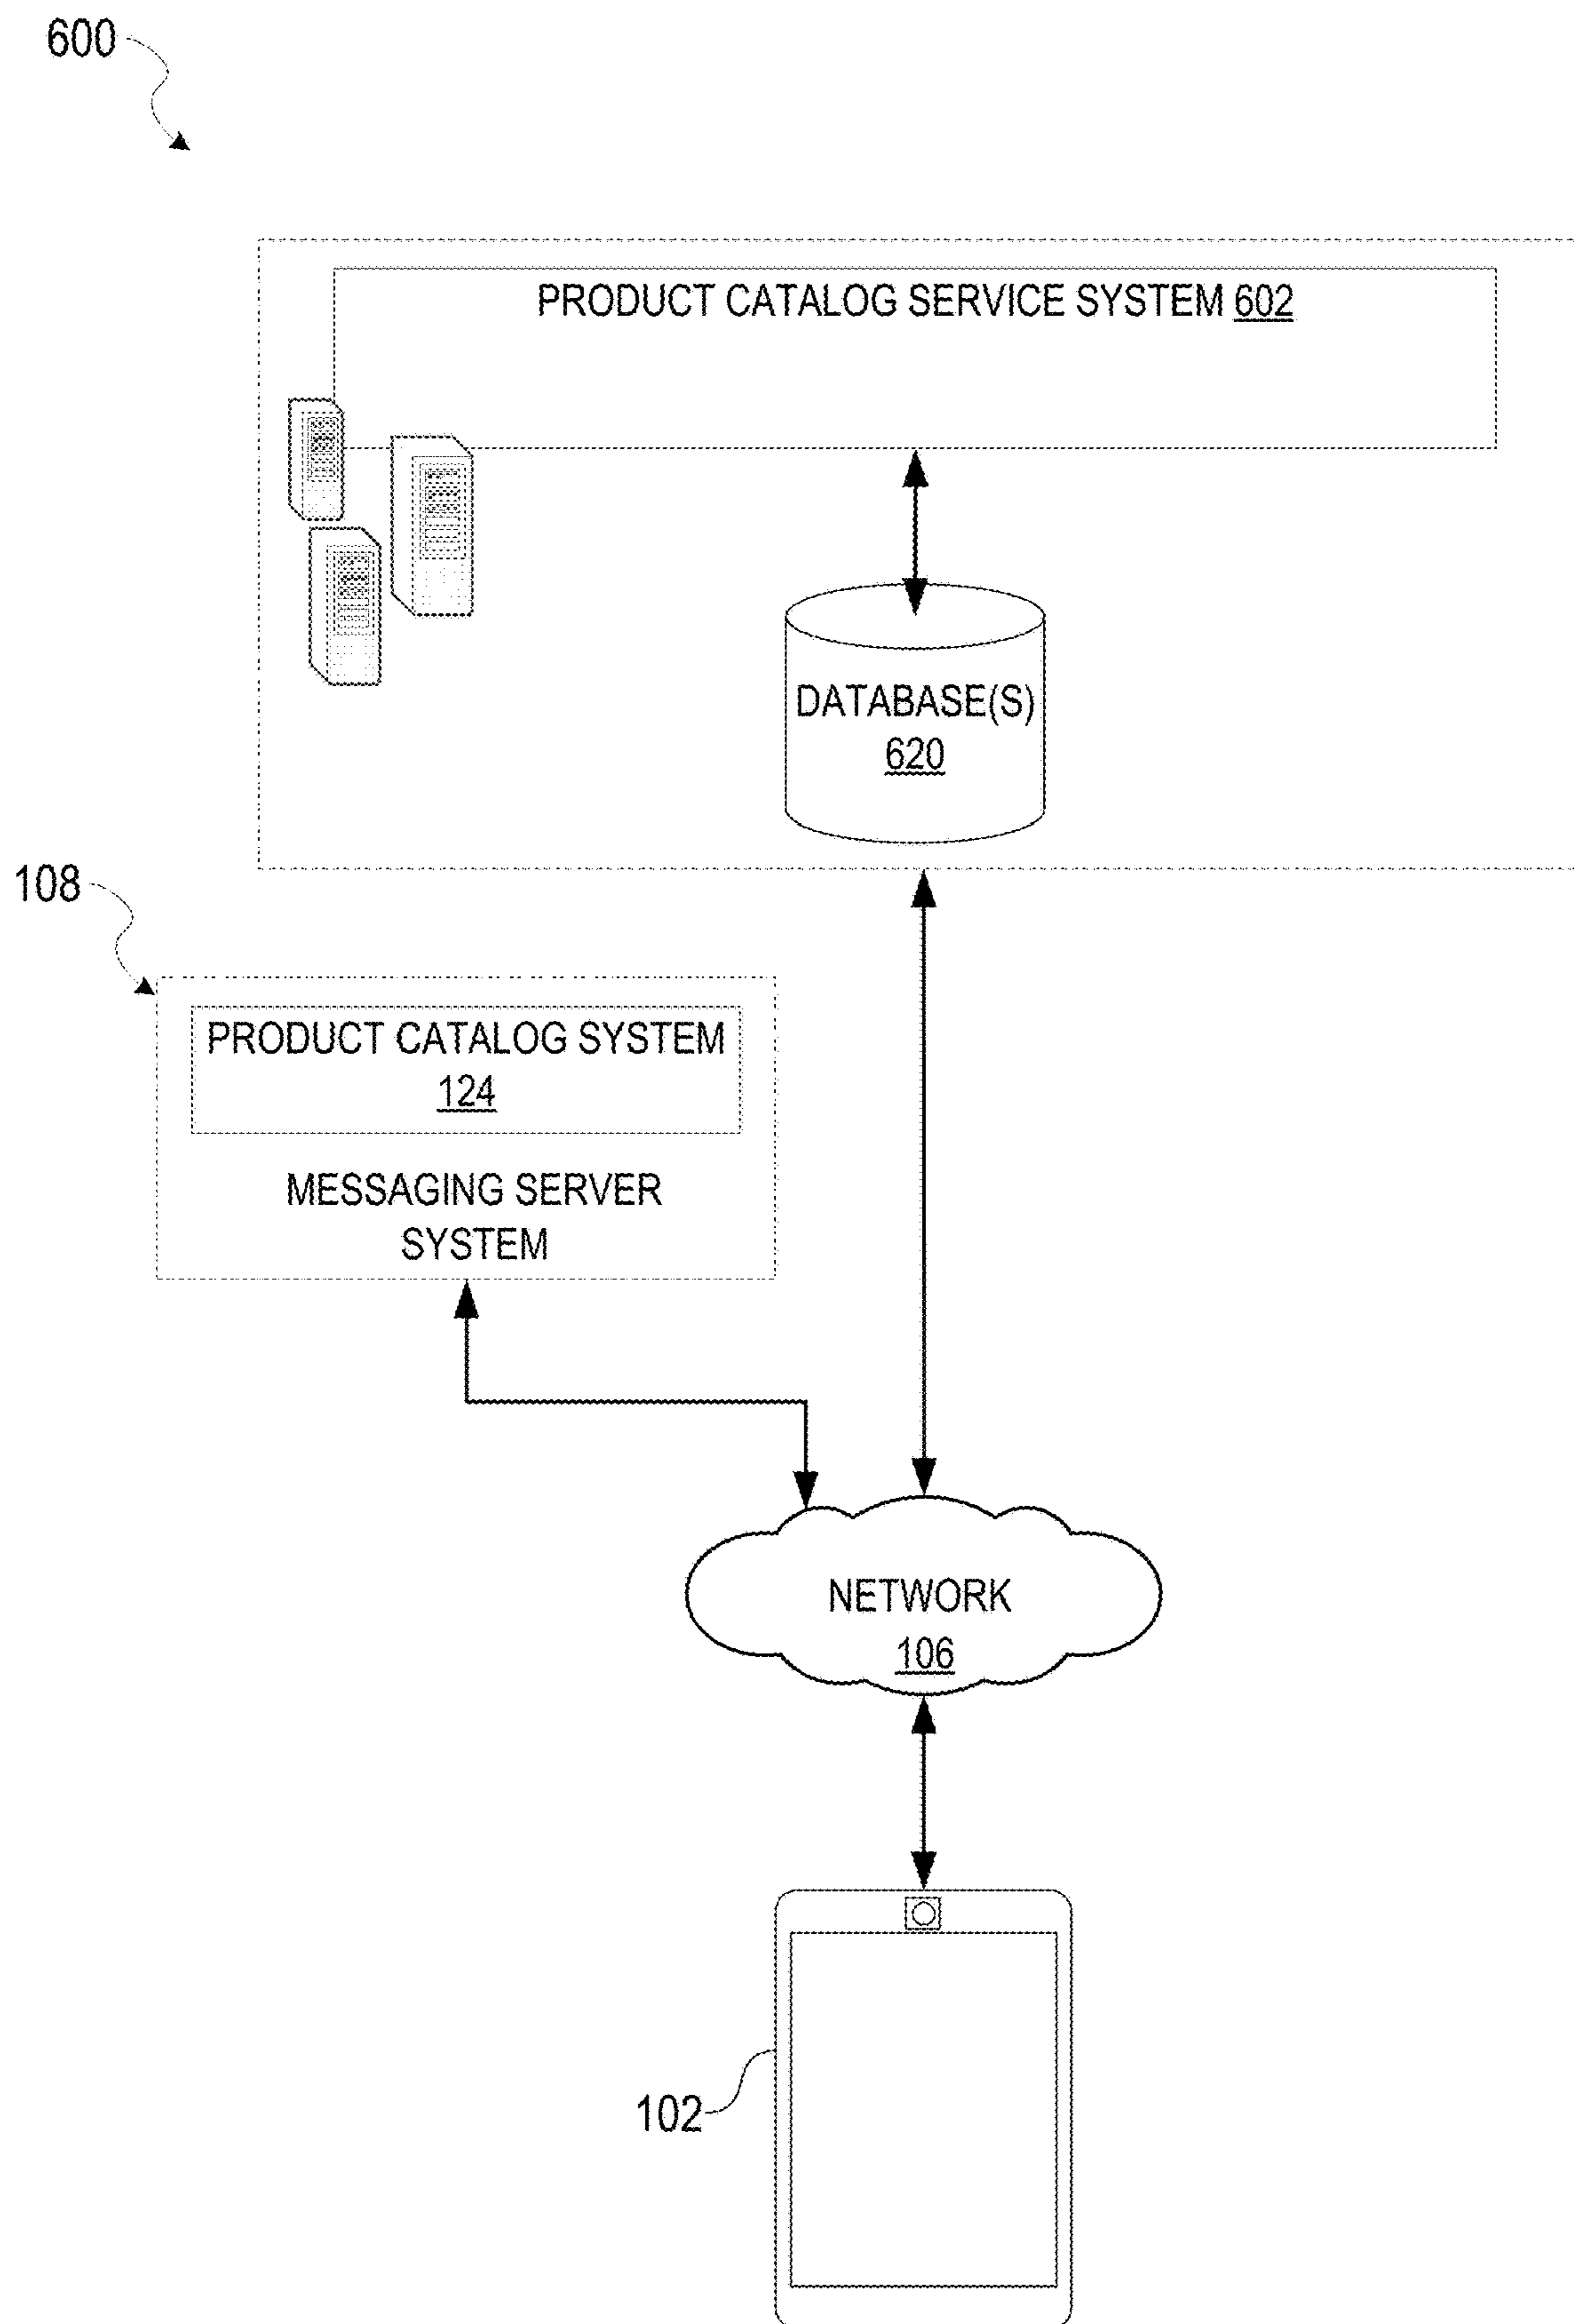 600
PRODUCT CATALOG SERVICE SYSTEM 602
DATABASE(S)
620
108
PRODUCT CATALOG SYSTEM
124
MESSAGING SERVER
SYSTEM
NETWORK
106
102